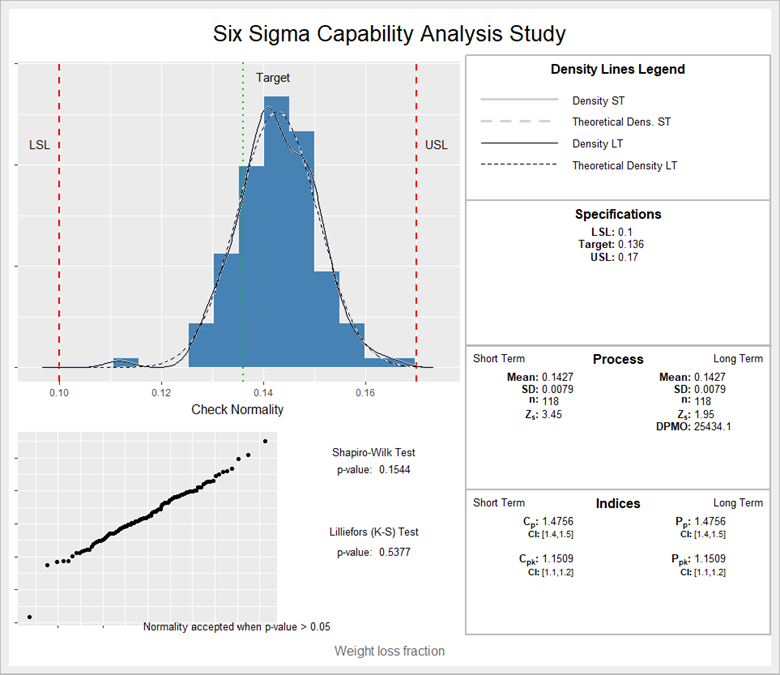 Six Sigma Capability Analysis Study
Target
LSL
USL
0.10 0.12 0.14 0.16
Check Normality
Shapiro-Wilk Test
p-value: 0.1544
Lilliefors (K-S) Test
p-value: 0.5377
Normality accepted when p-value > 0.05
Density Lines Legend
Density ST
Theoretical Dens. ST
Density LT
Theoretical Density LT
Specifications
LSL: 0.1
Target: 0.136
USL: 0.17
Short Term Process Long Term
Mean: 0.1427 Mean: 0.1427
SD: 0.0079 SD: 0.0079
n: 118 n: 118
Zs: 3.45 Zs: 1.95
DPMO: 25434.1
Short Term Indices Long Term
Cp: 1.4756 Pp: 1.4756
CI: [1.4,1.5] CI: [1.4,1.5]
Cpk: 1.1509 Ppk: 1.1509
CI: [1.1,1.2] CI: [1.1,1.2]
Weight loss fraction